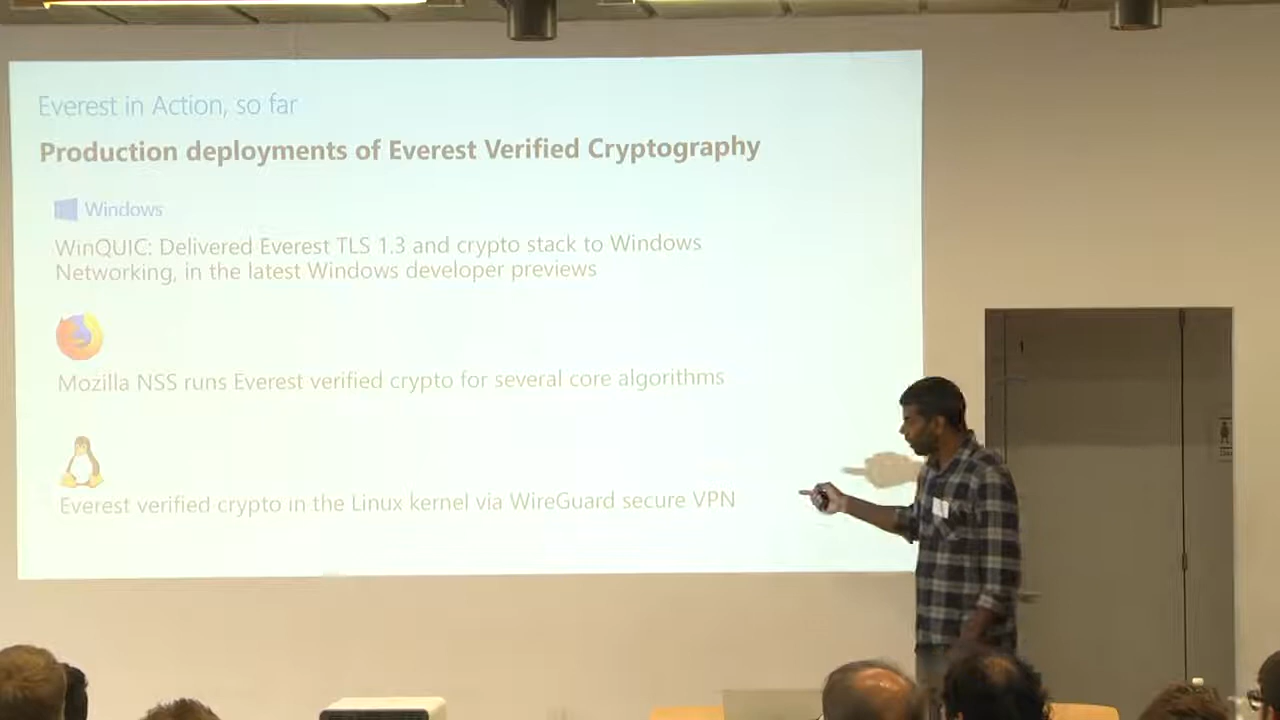 Everest in Action, so far
Production deployments of Everest Verified Cryptography
Windows
WinQUIC: Delivered Everest TLS 1.3 and crypto stack to Windows
Networking, in the latest Windows developer previews
Mozilla NSS runs Everest verified crypto for several core algorithms
Everest verified crypto in the Linux kernel via WireGuard secure VPN